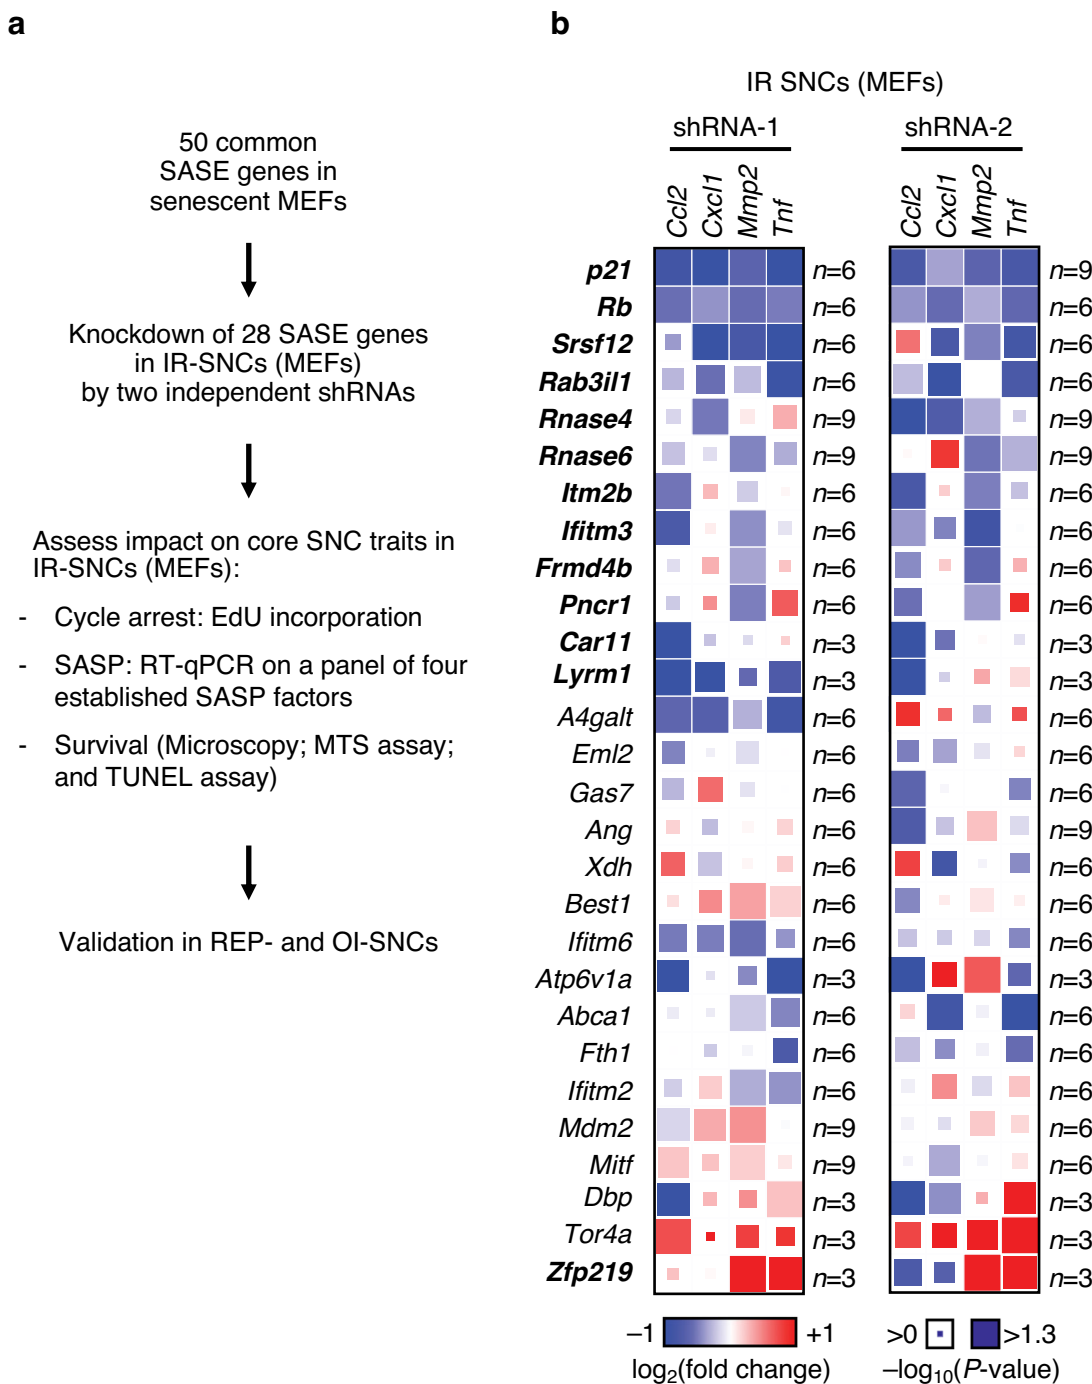 a
50 common
SASE genes in
senescent MEFs
Knockdown of 28 SASE genes
in IR-SNCs (MEFs)
by two independent shRNAs
Assess impact on core SNC traits in
IR-SNCs (MEFs):
- Cycle arrest: EdU incorporation
- SASP: RT-qPCR on a panel of four
established SASP factors
- Survival (Microscopy; MTS assay;
and TUNEL assay)
Validation in REP- and OI-SNCs
b
IR SNCs (MEFs)
shRNA-1 shRNA-2
Ccl2 Cxcl1 Mmp2 Tnf Ccl2 Cxcl1 Mmp2 Tnf
p21 n=6 n=9
Rb n=6 n=6
Srsf12 n=6 n=6
Rab3il1 n=6 n=6
Rnase4 n=9 n=6
Rnase6 n=9 n=9
Itm2b n=6 n=6
Ifitm3 n=6 n=6
Frmd4b n=6 n=6
Pncr1 n=6 n=6
Car11 n=3 n=3
Lyrm1 n=3 n=3
A4galt n=6 n=6
Eml2 n=6 n=6
Gas7 n=6 n=6
Ang n=6 n=9
Xdh n=6 n=6
Best1 n=6 n=6
Ifitm6 n=6 n=6
Atp6v1a n=3 n=3
Abca1 n=6 n=6
Fth1 n=6 n=6
Ifitm2 n=6 n=6
Mdm2 n=9 n=6
Mitf n=9 n=6
Dbp n=3 n=3
Tor4a n=3 n=3
Zfp219 n=3 n=3
–1 +1 >0 >1.3
log₂(fold change) –log₁₀(P-value)